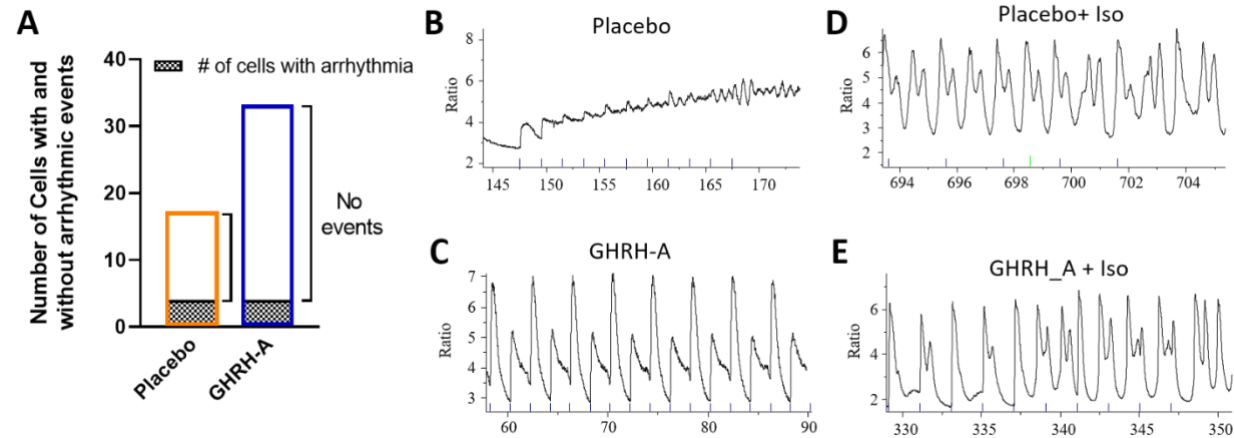 A
Number of Cells with and
without arrhythmic events
40
30
20
10
0
# of cells with arrhythmia
No
events
Placebo
GHRH-A
B
Placebo
Ratio
8
6
4
2
145 150 155 160 165 170
C
GHRH-A
Ratio
7
6
5
4
3
60 70 80 90
D
Placebo+ Iso
Ratio
6
5
4
3
2
694 696 698 700 702 704
E
GHRH_A + Iso
Ratio
6
4
2
330 335 340 345 350